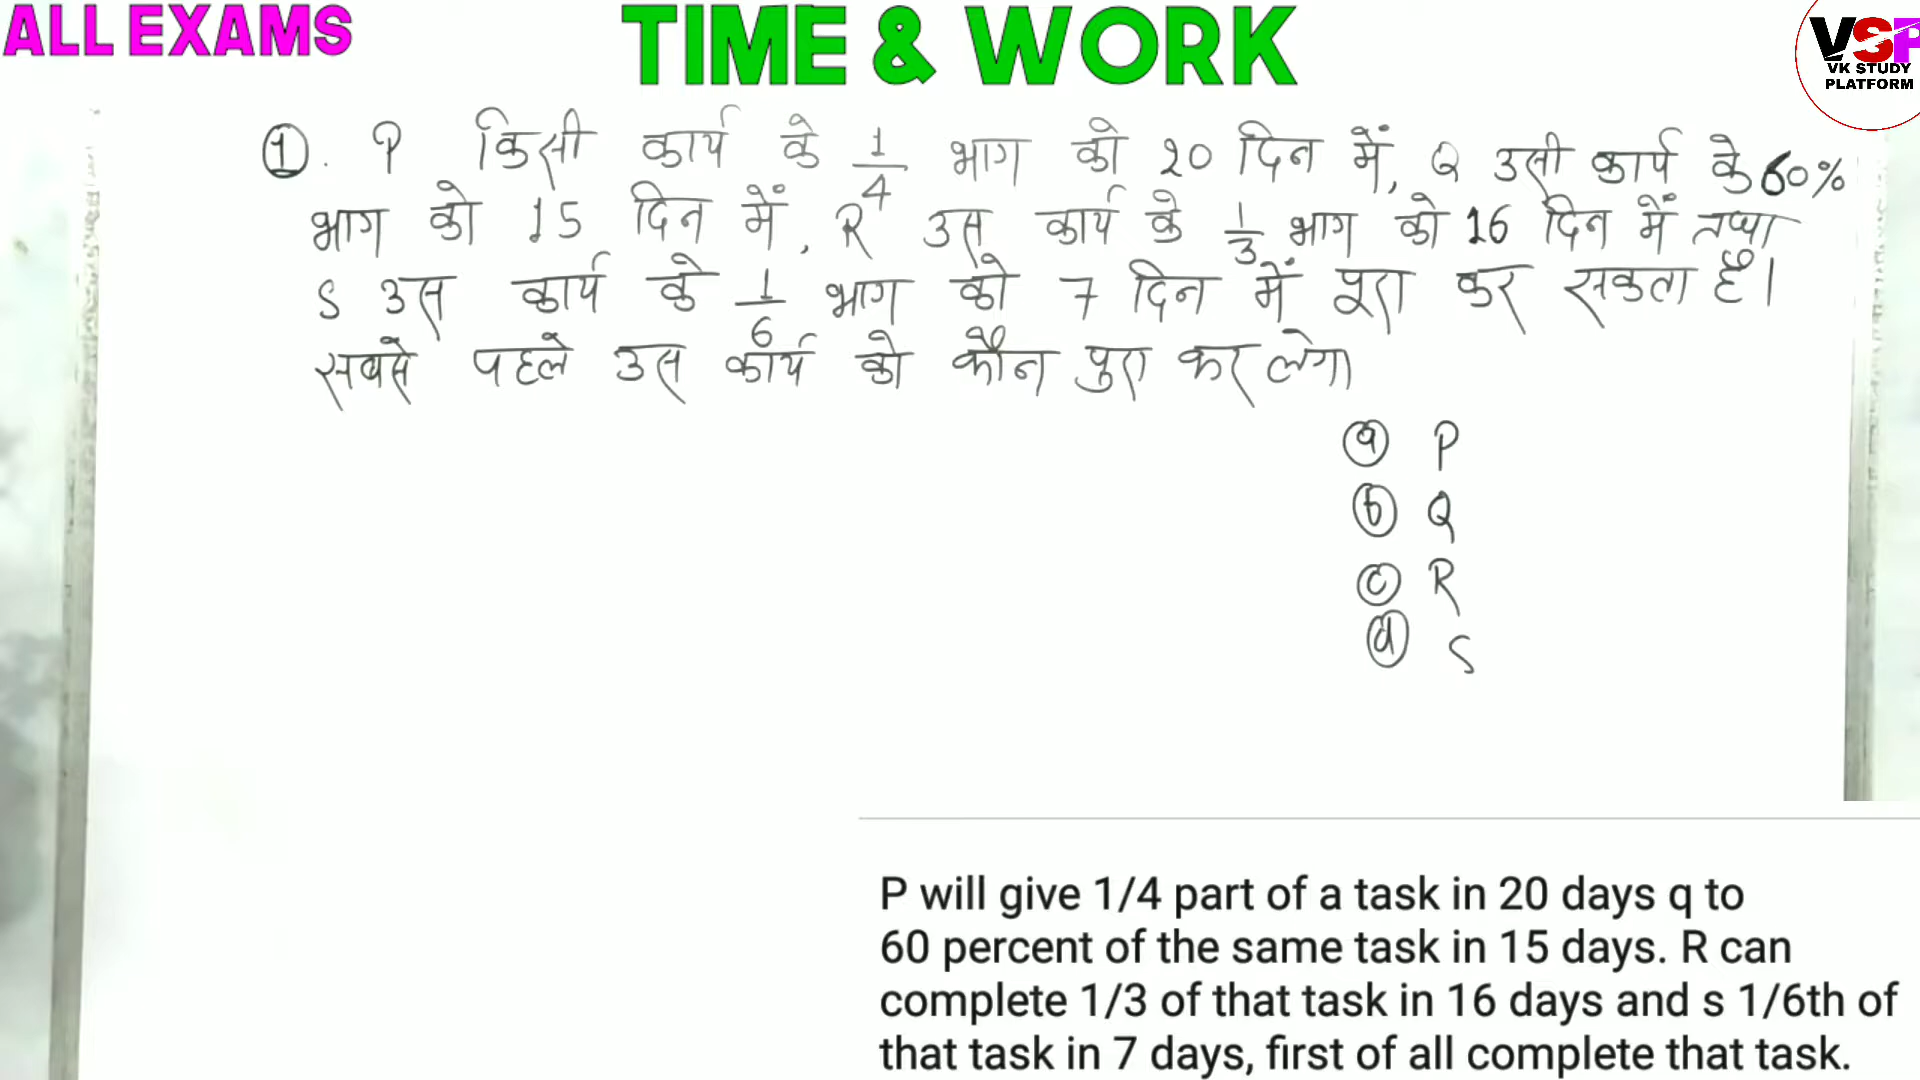 ALL EXAMS
TIME & WORK
VSP
VK STUDY
PLATFORM
①. P किसी कार्य के 1/4 भाग को 20 दिन में, Q उसी कार्य के 60%
भाग को 15 दिन में, R उस कार्य के 1/3 भाग को 16 दिन में तथा
S उस कार्य के 1/6 भाग को 7 दिन में पूरा कर सकता है।
सबसे पहले उस कार्य को कौन पुरा कर लेगा
ⓐ P
ⓑ Q
ⓒ R
ⓓ S
P will give 1/4 part of a task in 20 days q to
60 percent of the same task in 15 days. R can
complete 1/3 of that task in 16 days and s 1/6th of
that task in 7 days, first of all complete that task.